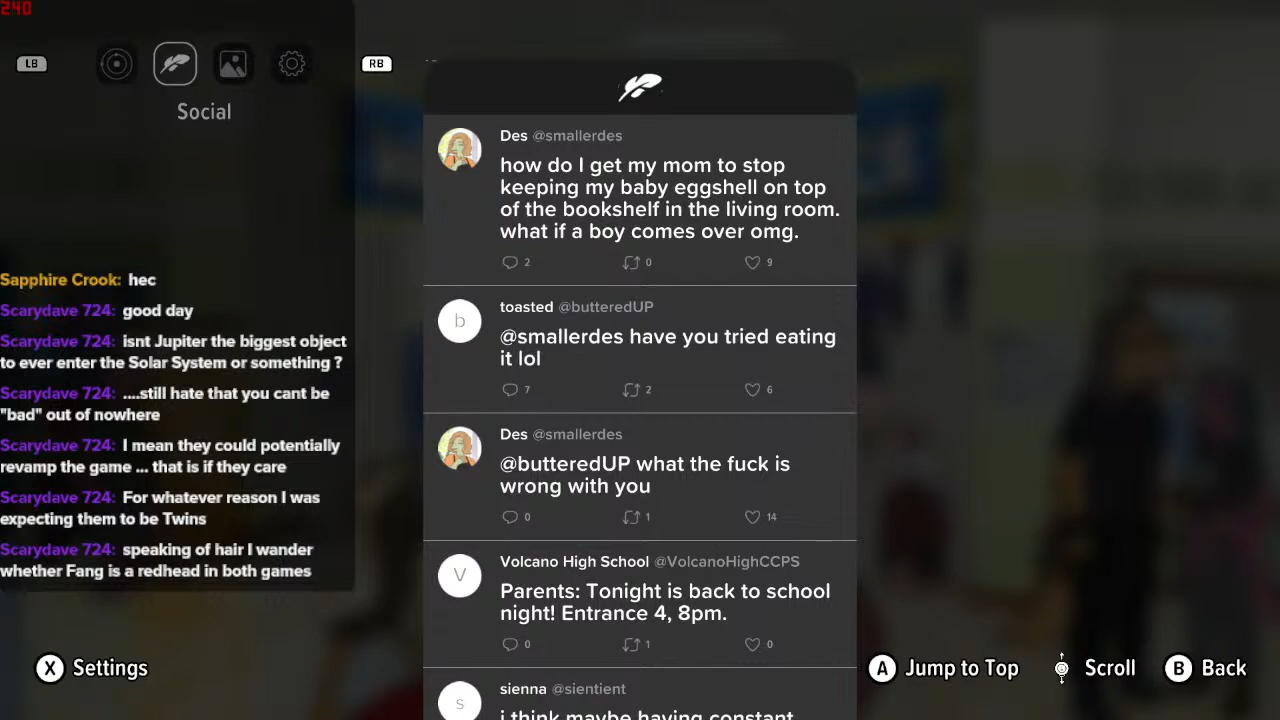 240
LB
RB
Social
Sapphire Crook: hec
Scarydave 724: good day
Scarydave 724: isnt Jupiter the biggest object
to ever enter the Solar System or something ?
Scarydave 724: ....still hate that you cant be
"bad" out of nowhere
Scarydave 724: I mean they could potentially
revamp the game ... that is if they care
Scarydave 724: For whatever reason I was
expecting them to be Twins
Scarydave 724: speaking of hair I wander
whether Fang is a redhead in both games
X Settings
Des @smallerdes
how do I get my mom to stop
keeping my baby eggshell on top
of the bookshelf in the living room.
what if a boy comes over omg.
2 0 9
b
toasted @butteredUP
@smallerdes have you tried eating
it lol
7 2 6
Des @smallerdes
@butteredUP what the fuck is
wrong with you
0 1 14
V
Volcano High School @VolcanoHighCCPS
Parents: Tonight is back to school
night! Entrance 4, 8pm.
0 1 0
s
sienna @sientient
i think maybe having constant
A Jump to Top
Scroll
B Back